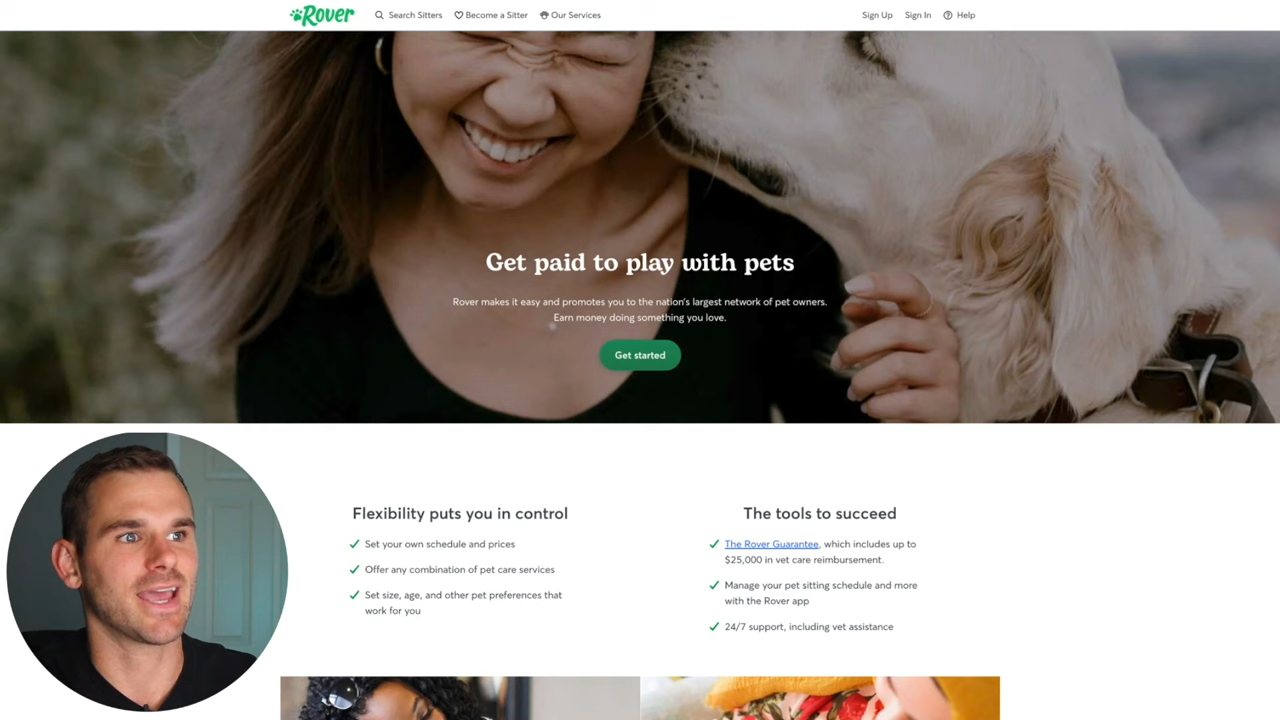 Rover
Search Sitters
Become a Sitter
Our Services
Sign Up
Sign In
Help
Get paid to play with pets
Rover makes it easy and promotes you to the nation's largest network of pet owners.
Earn money doing something you love.
Get started
Flexibility puts you in control
Set your own schedule and prices
Offer any combination of pet care services
Set size, age, and other pet preferences that
work for you
The tools to succeed
The Rover Guarantee, which includes up to
$25,000 in vet care reimbursement.
Manage your pet sitting schedule and more
with the Rover app
24/7 support, including vet assistance